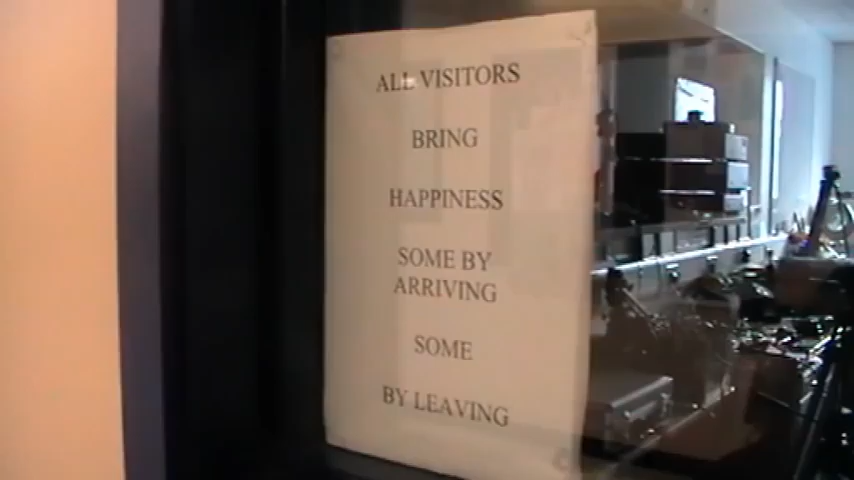 ALL VISITORS
BRING
HAPPINESS
SOME BY
ARRIVING
SOME
BY LEAVING